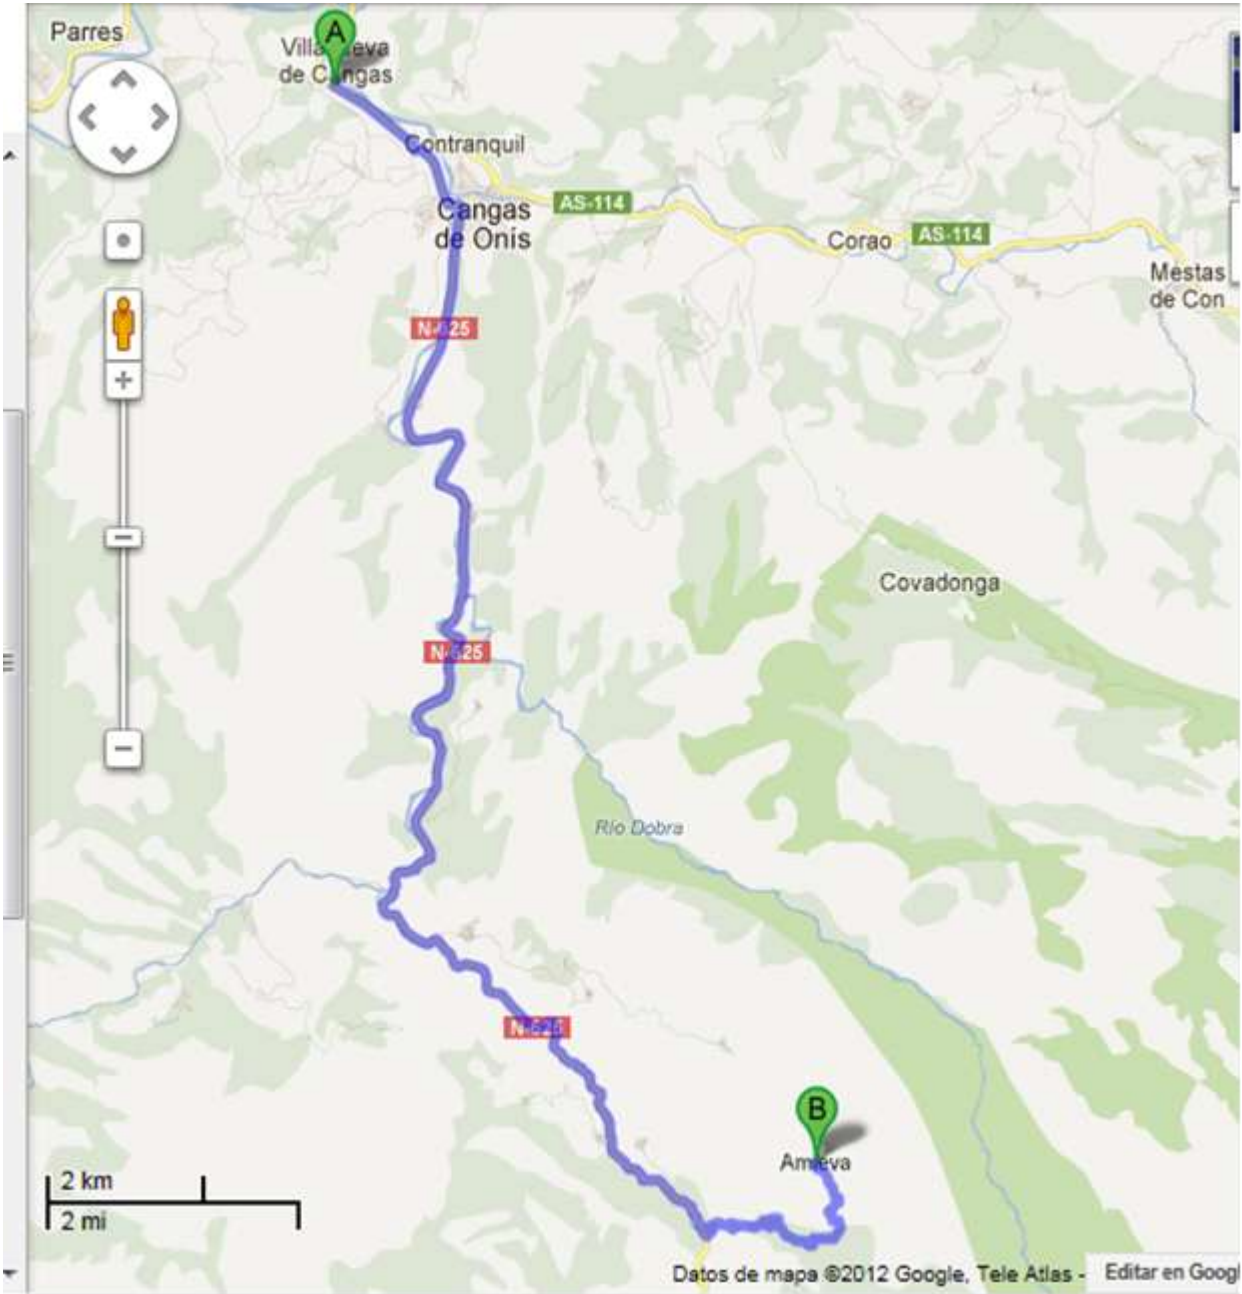 Parres
A
Villanueva
de Cangas
Contranquil
Cangas
de Onís
AS-114
Corao
AS-114
Mestas
de Con
N-625
Covadonga
N-625
Río Dobra
N-625
B
Amieva
2 km
2 mi
Datos de mapa ©2012 Google, Tele Atlas -
Editar en Googl